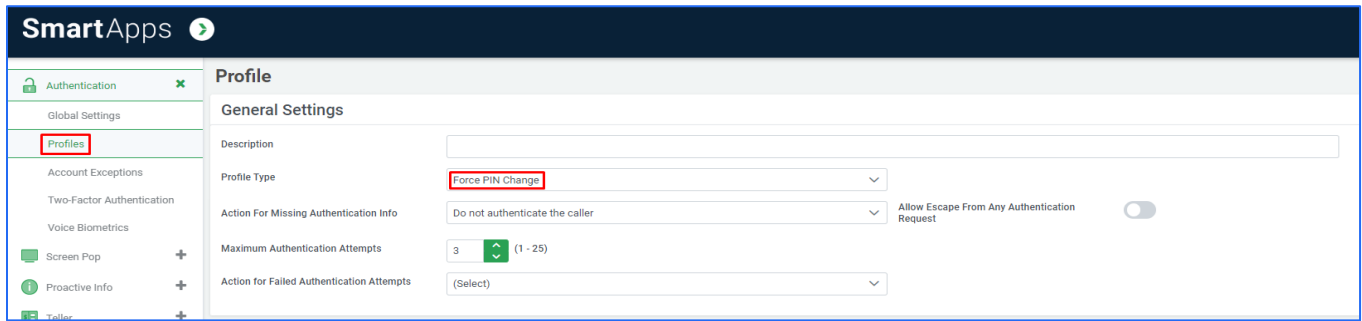 SmartApps
Authentication
Global Settings
Profiles
Account Exceptions
Two-Factor Authentication
Voice Biometrics
Screen Pop
Proactive Info
Teller
Profile
General Settings
Description
Profile Type
Force PIN Change
Action For Missing Authentication Info
Do not authenticate the caller
Allow Escape From Any Authentication
Request
Maximum Authentication Attempts
3
(1 - 25)
Action for Failed Authentication Attempts
(Select)